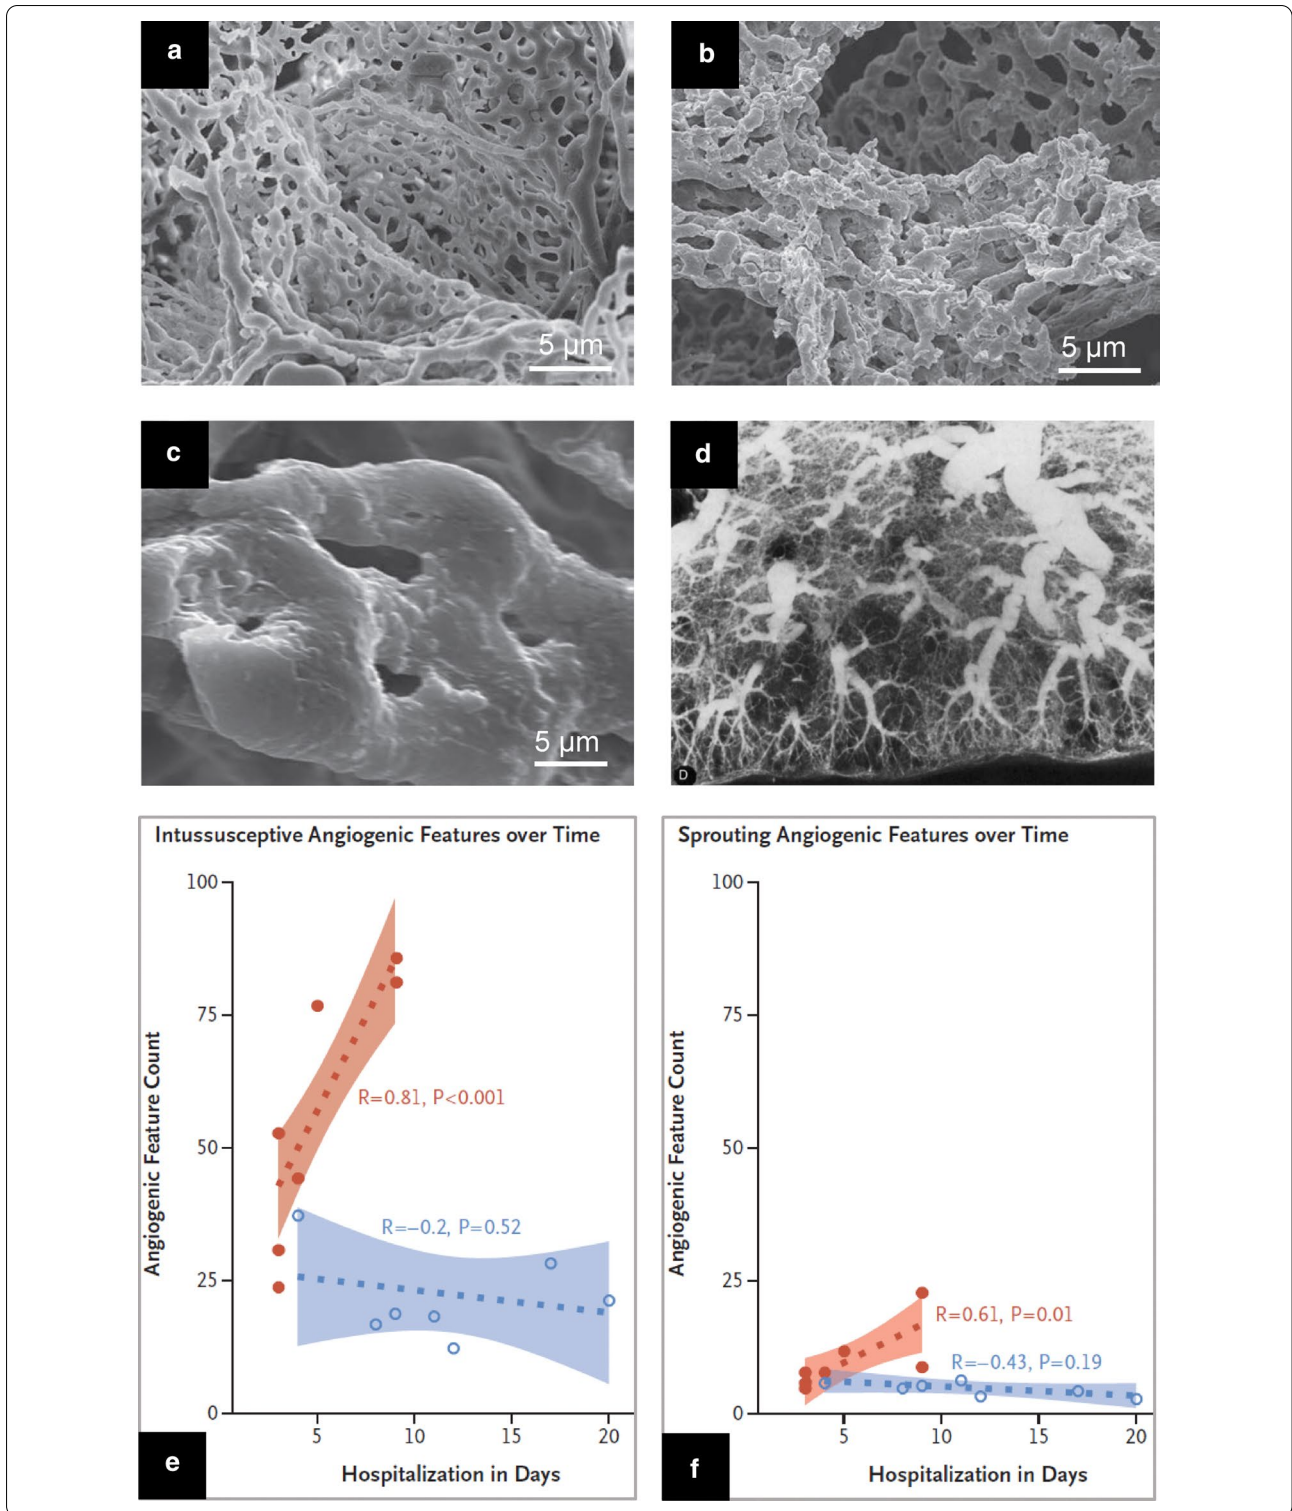 a
b
5 µm
5 µm
c
d
5 µm
D
Intussusceptive Angiogenic Features over Time
Sprouting Angiogenic Features over Time
100
75
50
25
0
Angiogenic Feature Count
R=0.81, P<0.001
R=−0.2, P=0.52
5 10 15 20
Hospitalization in Days
e
100
75
50
25
0
Angiogenic Feature Count
R=0.61, P=0.01
R=−0.43, P=0.19
5 10 15 20
Hospitalization in Days
f